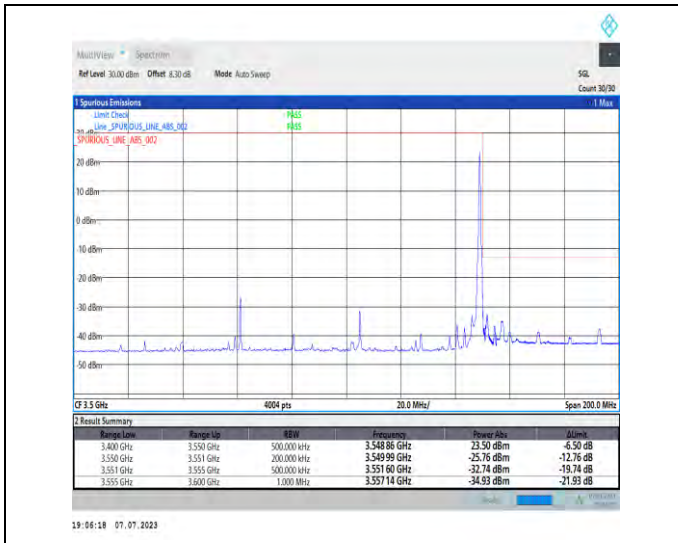 MultiView Spectrum
Ref Level 30.00 dBm Offset 8.30 dB Mode Auto Sweep SGL
Count 30/30
1 Spurious Emissions 1 Max
Limit Check PASS
Line _SPURIOUS_LINE_ABS_002 PASS
30 dBm
_SPURIOUS_LINE_ABS_002
20 dBm
10 dBm
0 dBm
-10 dBm
-20 dBm
-30 dBm
-40 dBm
-50 dBm
CF 3.5 GHz 4004 pts 20.0 MHz/ Span 200.0 MHz
2 Result Summary
Range Low Range Up RBW Frequency Power Abs ΔLimit
3.400 GHz 3.550 GHz 500.000 kHz 3.548 86 GHz 23.50 dBm -6.50 dB
3.550 GHz 3.551 GHz 200.000 kHz 3.549 99 GHz -25.76 dBm -12.76 dB
3.551 GHz 3.555 GHz 500.000 kHz 3.551 60 GHz -32.74 dBm -19.74 dB
3.555 GHz 3.600 GHz 1.000 MHz 3.557 14 GHz -34.93 dBm -21.93 dB
19:06:18 07.07.2023